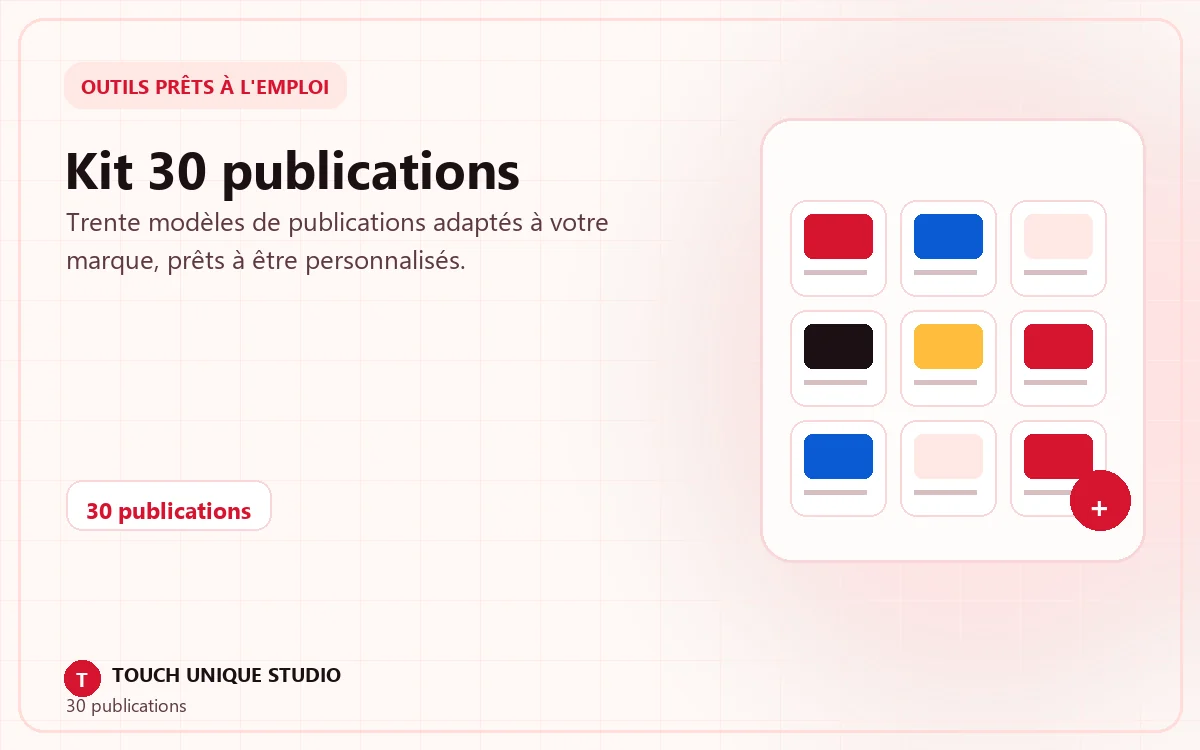 OUTILS PRÊTS À L'EMPLOI
Kit 30 publications
Trente modèles de publications adaptés à votre
marque, prêts à être personnalisés.
30 publications
+
T TOUCH UNIQUE STUDIO
30 publications